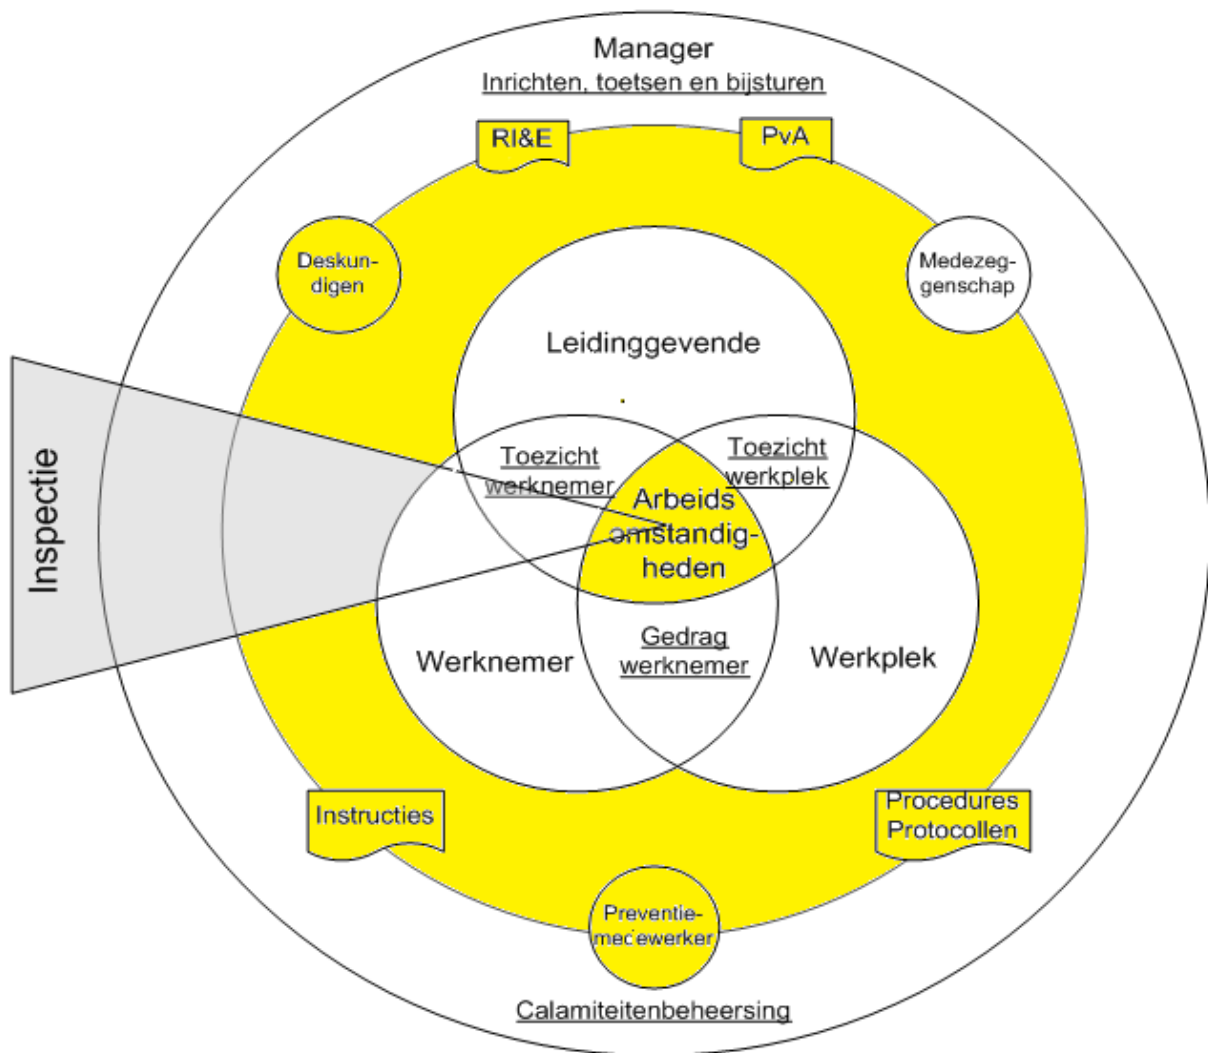 Manager
Inrichten, toetsen en bijsturen
RI&E
PvA
Deskun-
digen
Medezeg-
genschap
Leidinggevende
Toezicht
werknemer
Toezicht
werkplek
Arbeids
omstandig-
heden
Inspectie
Gedrag
werknemer
Werknemer
Werkplek
Instructies
Procedures
Protocollen
Preventie-
medewerker
Calamiteitenbeheersing